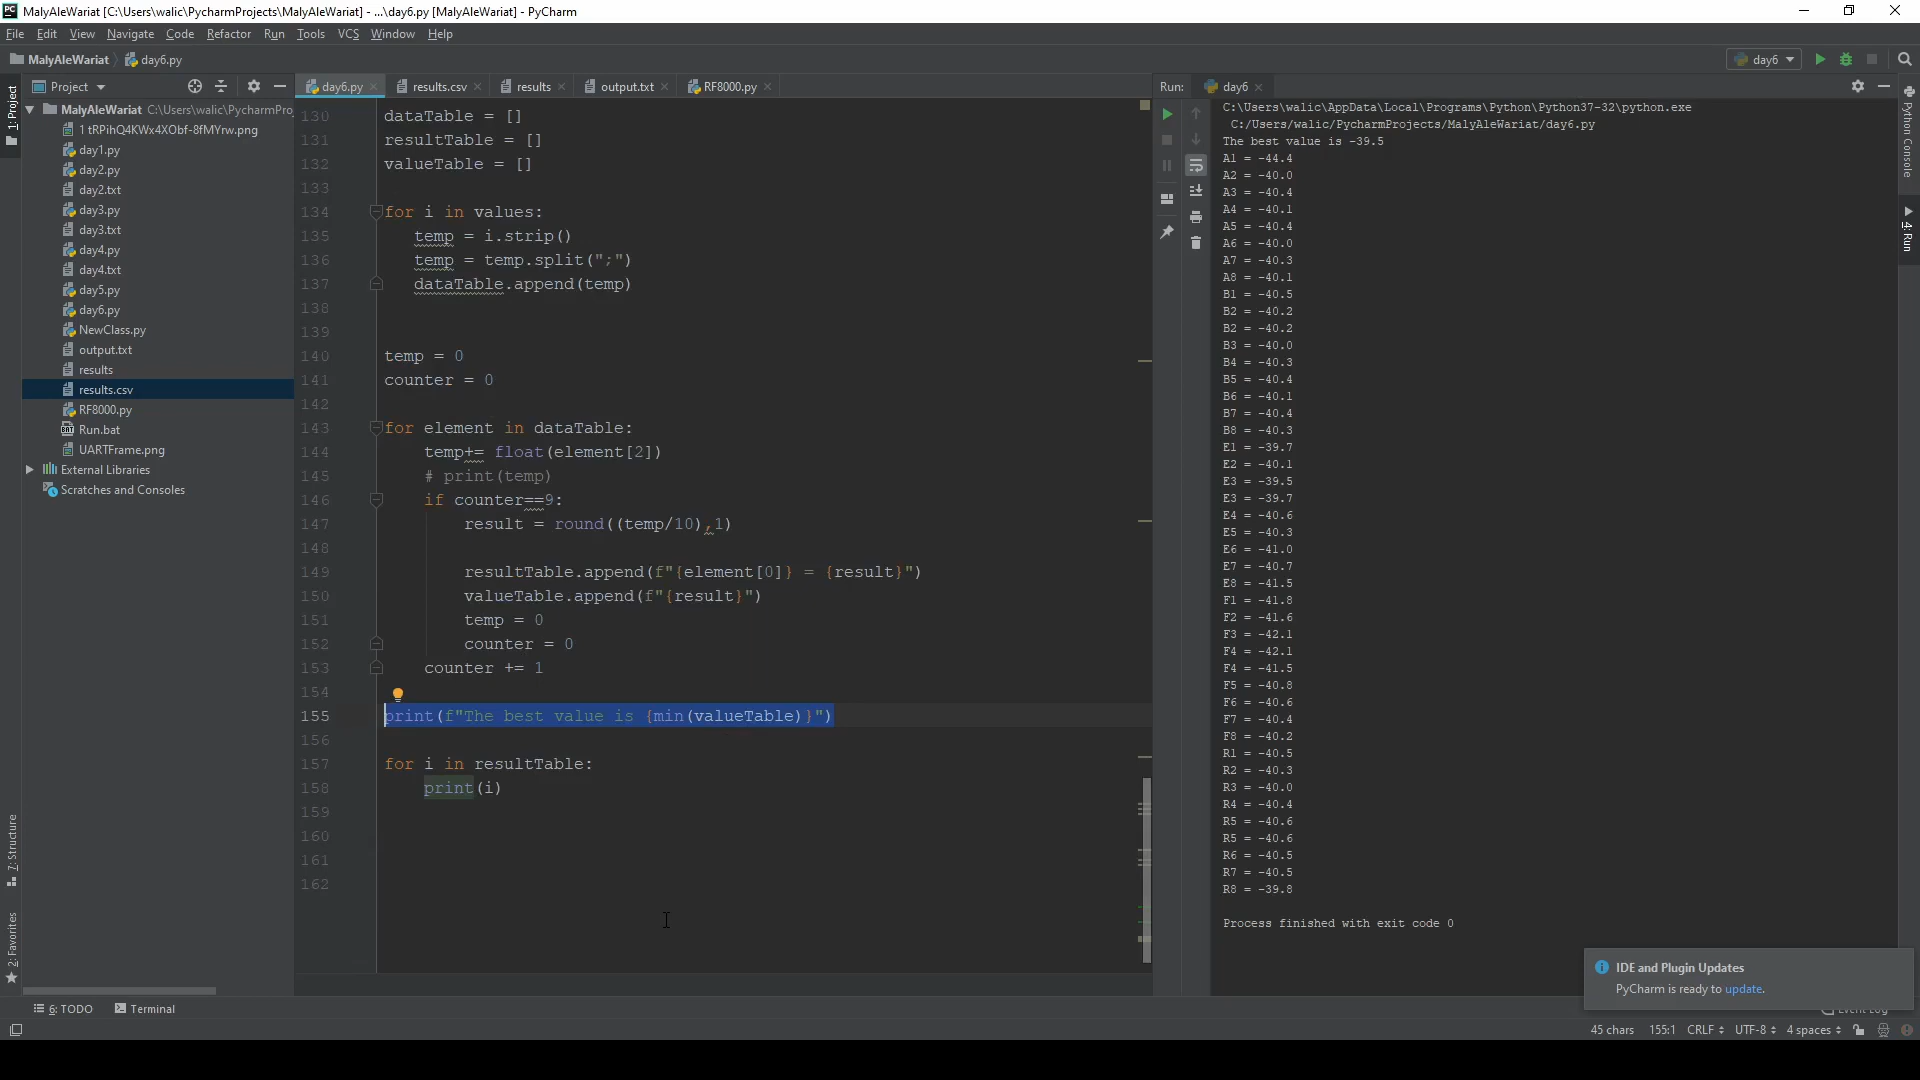 MalyAleWariat [C:\Users\walic\PycharmProjects\MalyAleWariat] - ...\day6.py [MalyAleWariat] - PyCharm
File Edit View Navigate Code Refactor Run Tools VCS Window Help
MalyAleWariat day6.py
day6
Project
day6.py results.csv results output.txt RF8000.py
Run: day6
1: Project
7: Structure
2: Favorites
Python Console
4: Run
MalyAleWariat C:\Users\walic\PycharmPro
1 tRPihQ4KWx4XObf-8fMYrw.png
day1.py
day2.py
day2.txt
day3.py
day3.txt
day4.py
day4.txt
day5.py
day6.py
NewClass.py
output.txt
results
results.csv
RF8000.py
Run.bat
UARTFrame.png
External Libraries
Scratches and Consoles
130 dataTable = []
131 resultTable = []
132 valueTable = []
133
134 for i in values:
135 temp = i.strip()
136 temp = temp.split(";")
137 dataTable.append(temp)
138
139
140 temp = 0
141 counter = 0
142
143 for element in dataTable:
144 temp+= float(element[2])
145 # print(temp)
146 if counter==9:
147 result = round((temp/10),1)
148
149 resultTable.append(f"{element[0]} = {result}")
150 valueTable.append(f"{result}")
151 temp = 0
152 counter = 0
153 counter += 1
154
155 print(f"The best value is {min(valueTable)}")
156
157 for i in resultTable:
158 print(i)
159
160
161
162
C:\Users\walic\AppData\Local\Programs\Python\Python37-32\python.exe
C:/Users/walic/PycharmProjects/MalyAleWariat/day6.py
The best value is -39.5
A1 = -44.4
A2 = -40.0
A3 = -40.4
A4 = -40.1
A5 = -40.4
A6 = -40.0
A7 = -40.3
A8 = -40.1
B1 = -40.5
B2 = -40.2
B2 = -40.2
B3 = -40.0
B4 = -40.3
B5 = -40.4
B6 = -40.1
B7 = -40.4
B8 = -40.3
E1 = -39.7
E2 = -40.1
E3 = -39.5
E3 = -39.7
E4 = -40.6
E5 = -40.3
E6 = -41.0
E7 = -40.7
E8 = -41.5
F1 = -41.8
F2 = -41.6
F3 = -42.1
F4 = -42.1
F4 = -41.5
F5 = -40.8
F6 = -40.6
F7 = -40.4
F8 = -40.2
R1 = -40.5
R2 = -40.3
R3 = -40.0
R4 = -40.4
R5 = -40.6
R5 = -40.6
R6 = -40.5
R7 = -40.5
R8 = -39.8
Process finished with exit code 0
IDE and Plugin Updates
PyCharm is ready to update.
6: TODO Terminal
Event Log
45 chars 155:1 CRLF UTF-8 4 spaces